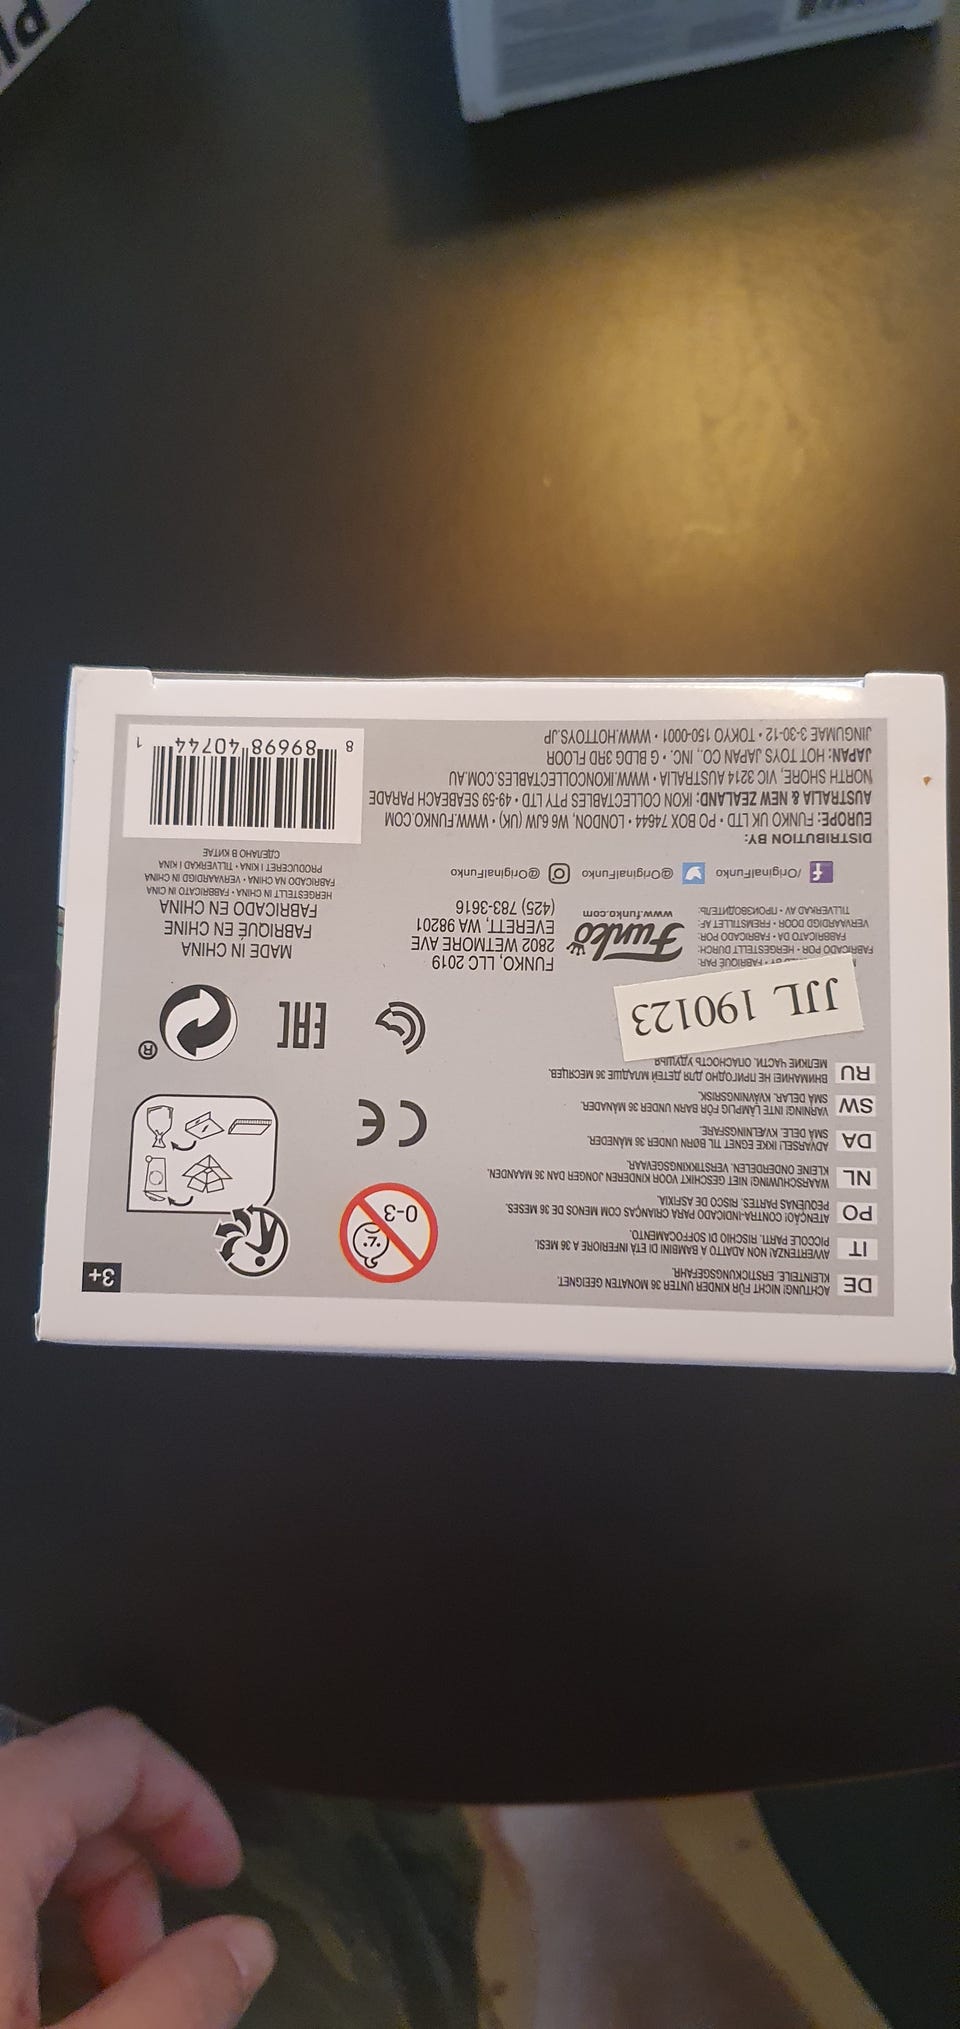 3+
DE ACHTUNG! NICHT FÜR KINDER UNTER 36 MONATEN GEEIGNET.
KLEINTEILE. ERSTICKUNGSGEFAHR.
IT AVVERTENZA! NON ADATTO A BAMBINI DI ETÀ INFERIORE A 36 MESI.
PICCOLE PARTI. RISCHIO DI SOFFOCAMENTO.
PO ATENÇÃO! CONTRA-INDICADO PARA CRIANÇAS COM MENOS DE 36 MESES.
PEQUENAS PARTES. RISCO DE ASFIXIA.
NL WAARSCHUWING! NIET GESCHIKT VOOR KINDEREN JONGER DAN 36 MAANDEN.
KLEINE ONDERDELEN. VERSTIKKINGSGEVAAR.
DA ADVARSEL! IKKE EGNET TIL BØRN UNDER 36 MÅNEDER.
SMÅ DELE. KVÆLNINGSFARE.
SW VARNING! INTE LÄMPLIG FÖR BARN UNDER 36 MÅNADER.
SMÅ DELAR. KVÄVNINGSRISK.
RU ВНИМАНИЕ! НЕ ПРИГОДНО ДЛЯ ДЕТЕЙ МЛАДШЕ 36 МЕСЯЦЕВ.
МЕЛКИЕ ЧАСТИ. ОПАСНОСТЬ УДУШЬЯ
0-3
CE
EAC
®
JJL 190123
BY • FABRIQUÉ PAR:
FABRICADO POR • HERGESTELLT DURCH:
FABBRICATO DA • FABRICADO POR:
VERVAARDIGD DOOR • FREMSTILLET AF:
TILLVERKAD AV • ПРОИЗВОДИТЕЛЬ:
Funko
www.funko.com
FUNKO, LLC 2019
2802 WETMORE AVE
EVERETT, WA 98201
(425) 783-3616
/OriginalFunko @OriginalFunko @OriginalFunko
MADE IN CHINA
FABRIQUÉ EN CHINE
FABRICADO EN CHINA
HERGESTELLT IN CHINA • FABBRICATO IN CINA
FABRICADO NA CHINA • VERVAARDIGD IN CHINA
PRODUCERET I KINA • TILLVERKAD I KINA
СДЕЛАНО В КИТАЕ
DISTRIBUTION BY:
EUROPE: FUNKO UK LTD • PO BOX 74644 • LONDON, W6 6JW (UK) • WWW.FUNKO.COM
AUSTRALIA & NEW ZEALAND: IKON COLLECTABLES PTY LTD • 49-59 SEABEACH PARADE
NORTH SHORE, VIC 3214 AUSTRALIA • WWW.IKONCOLLECTABLES.COM.AU
JAPAN: HOT TOYS JAPAN CO., INC. • G BLDG 3RD FLOOR
JINGUMAE 3-30-12 • TOKYO 150-0001 • WWW.HOTTOYS.JP
8 89698 40744 1